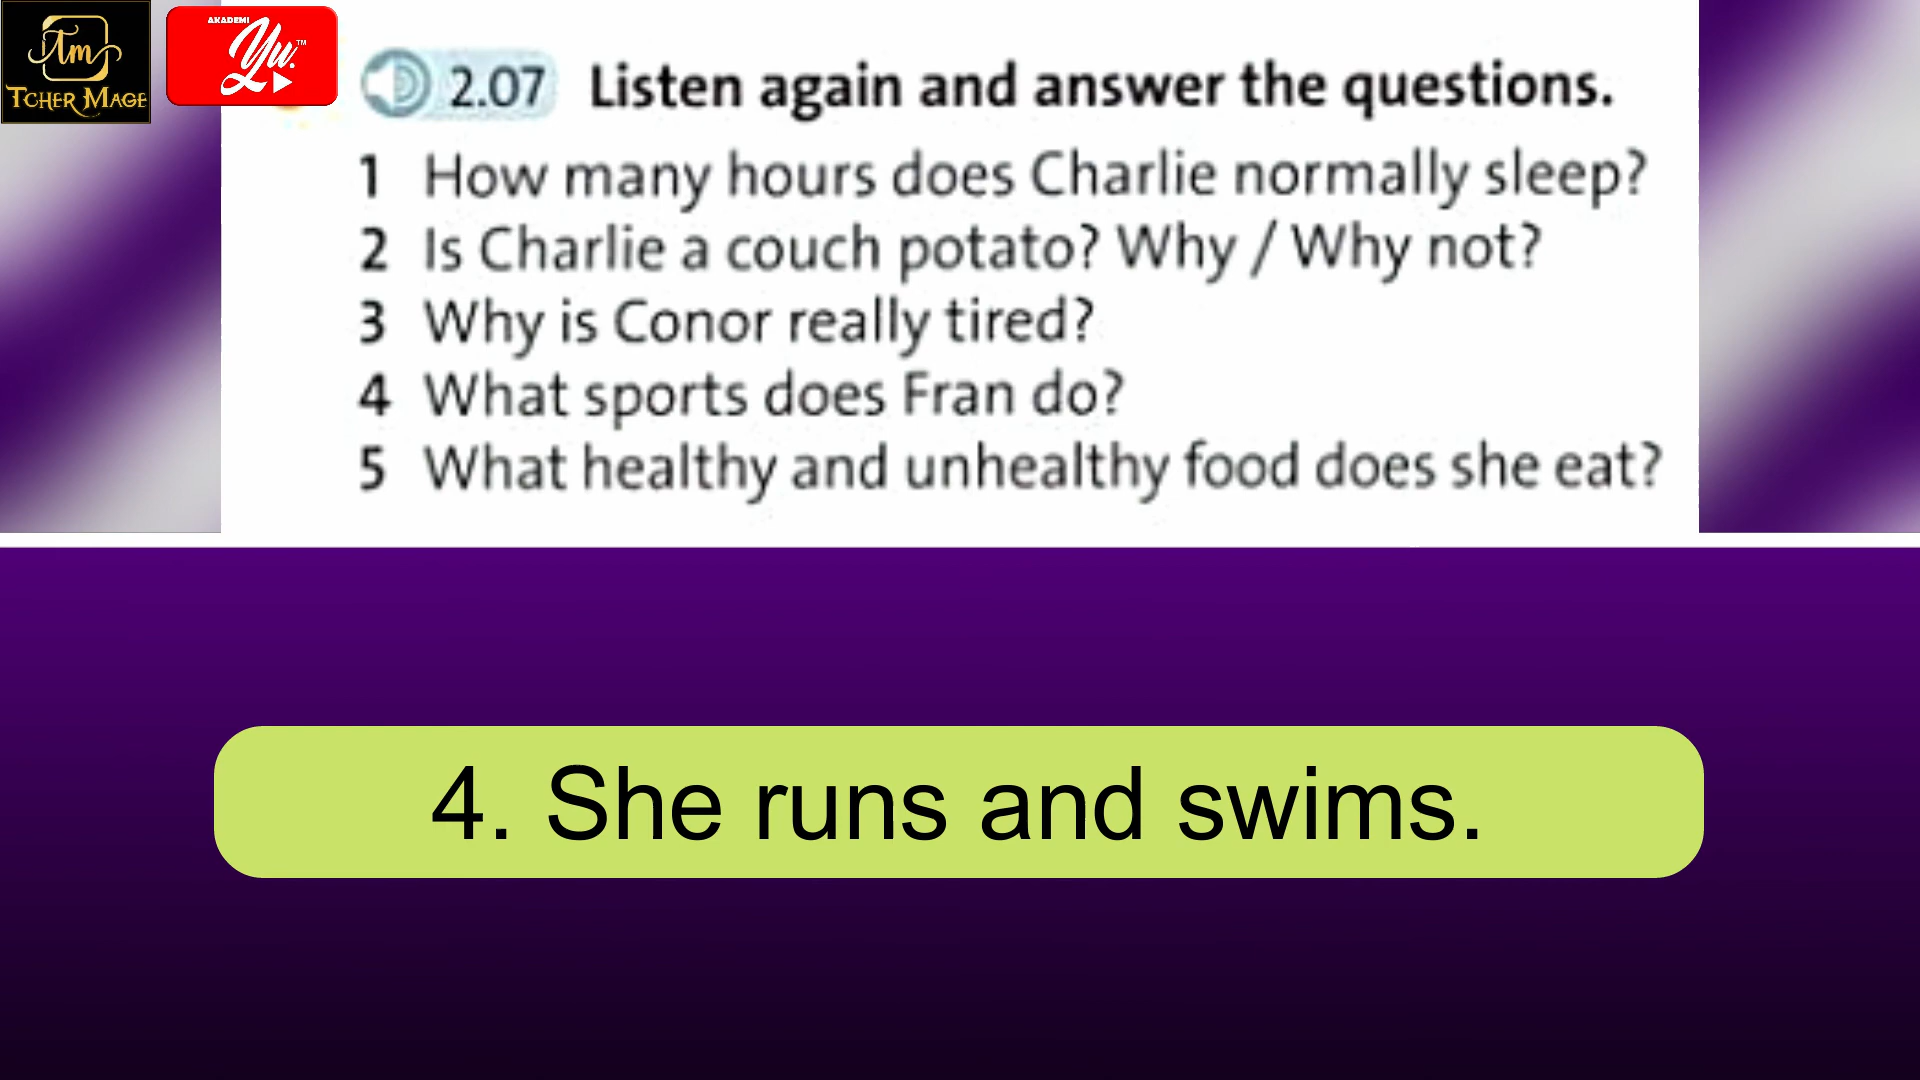 Tm
TCHER MAGE
AKADEMI
Yu.™
2.07 Listen again and answer the questions.
1 How many hours does Charlie normally sleep?
2 Is Charlie a couch potato? Why / Why not?
3 Why is Conor really tired?
4 What sports does Fran do?
5 What healthy and unhealthy food does she eat?
4. She runs and swims.